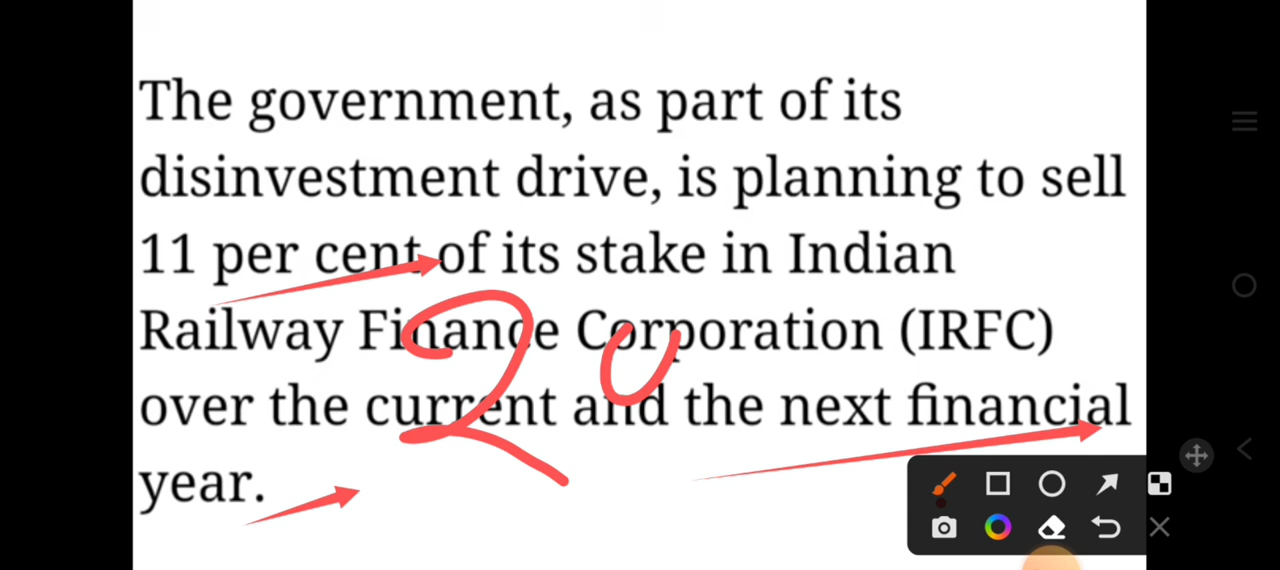 The government, as part of its
disinvestment drive, is planning to sell
11 per cent of its stake in Indian
Railway Finance Corporation (IRFC)
over the current and the next financial
year.
20